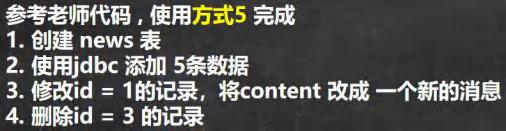 参考老师代码，使用方式5 完成
1. 创建 news 表
2. 使用jdbc 添加 5条数据
3. 修改id = 1的记录，将content 改成 一个新的消息
4. 删除id = 3 的记录